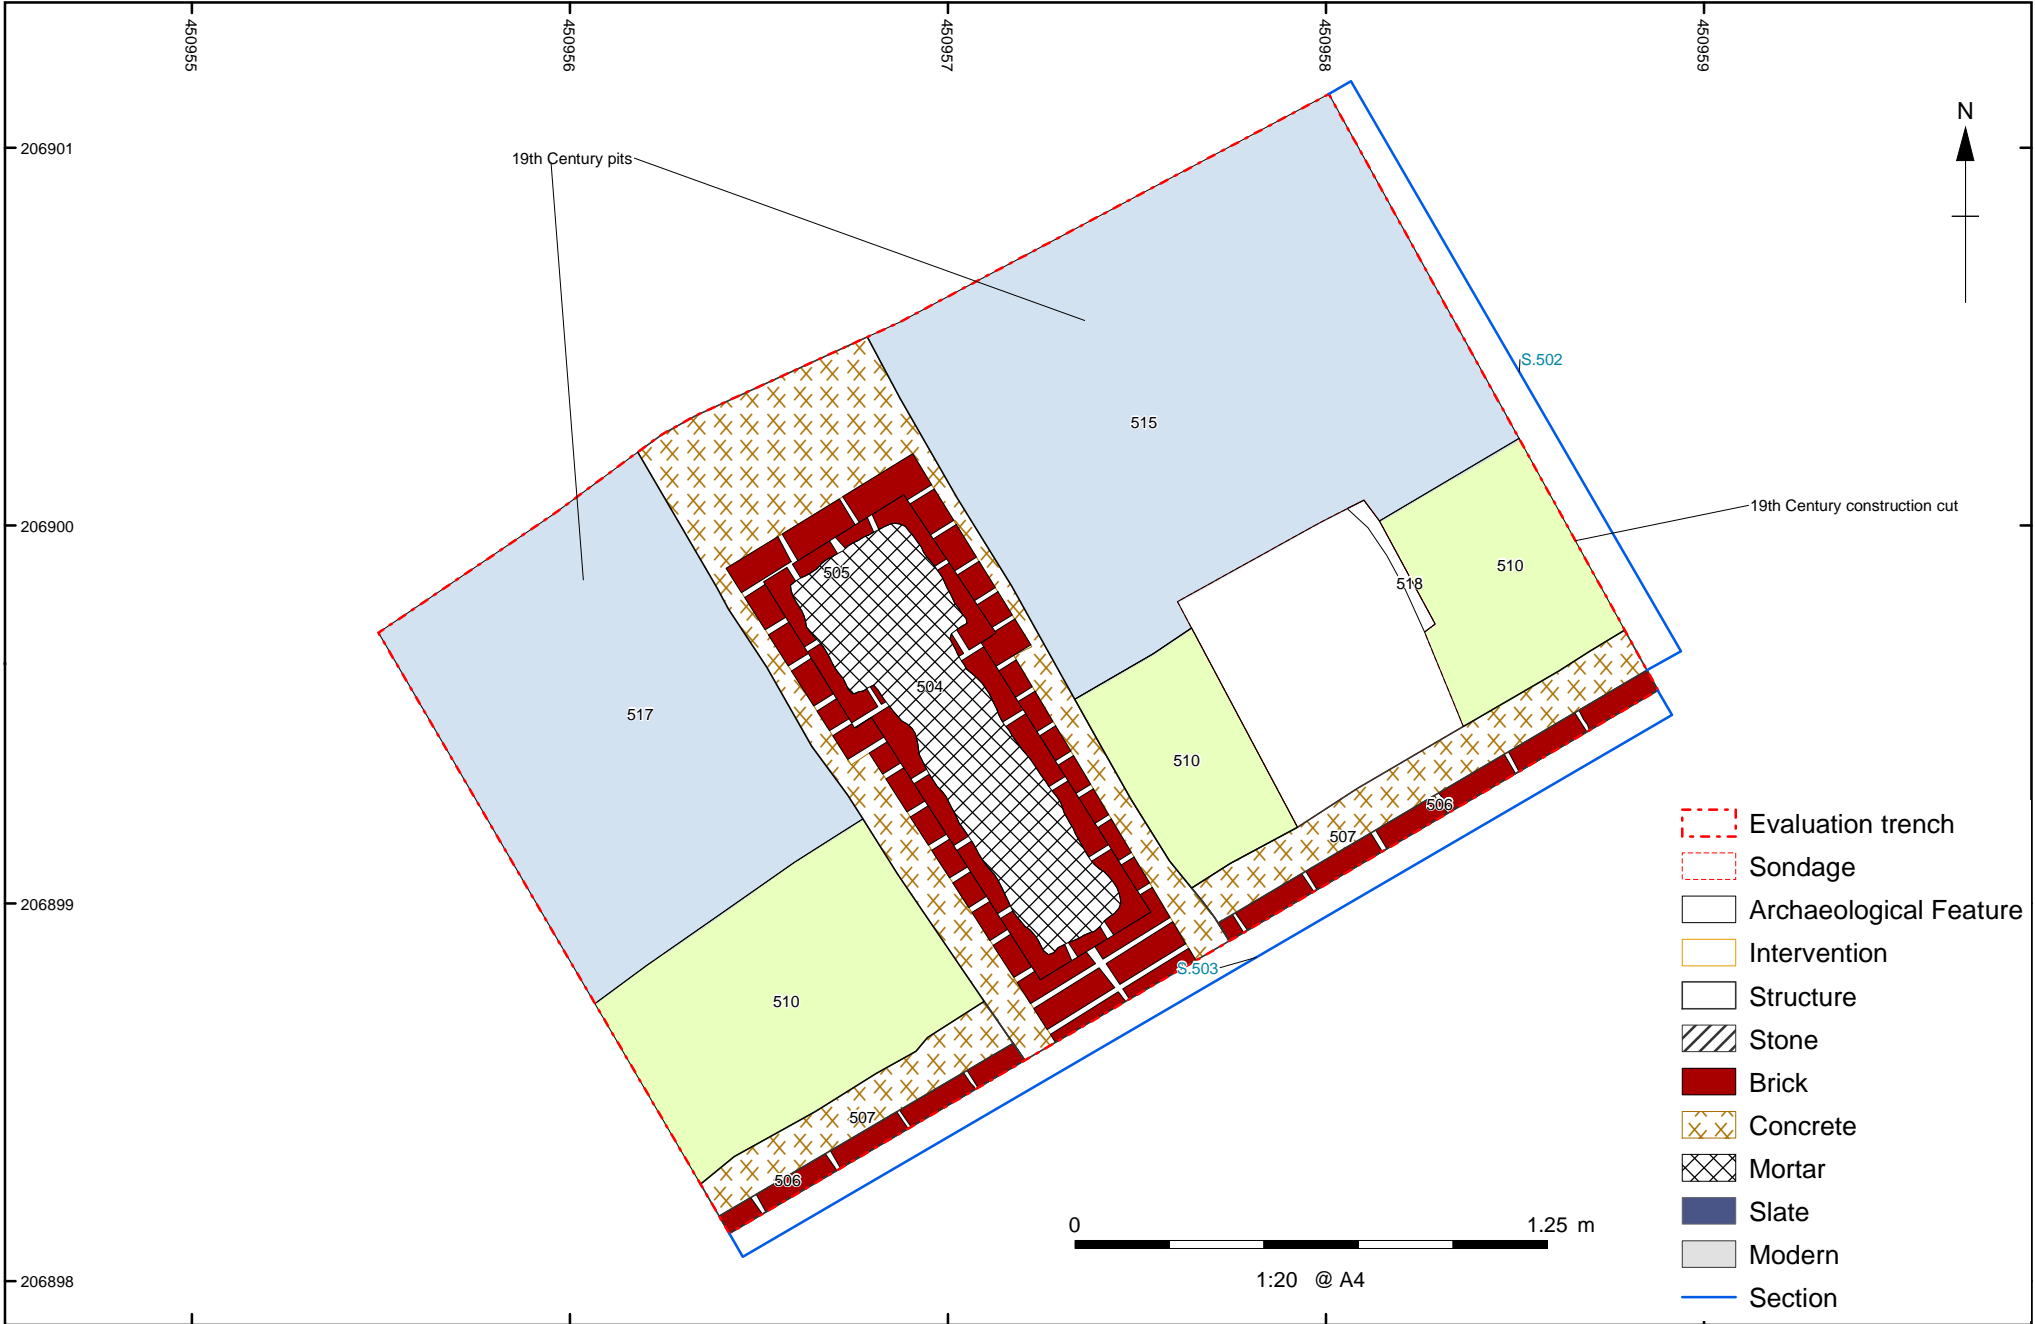 450955
450956
450957
450958
450959
N
206901
19th Century pits
S.502
515
19th Century construction cut
206900
510
505
518
504
517
510
506
507
Evaluation trench
Sondage
Archaeological Feature
206899
Intervention
S.503
510
Structure
Stone
Brick
507
Concrete
506
Mortar
Slate
0 1.25 m
Modern
1:20 @ A4
206898
Section